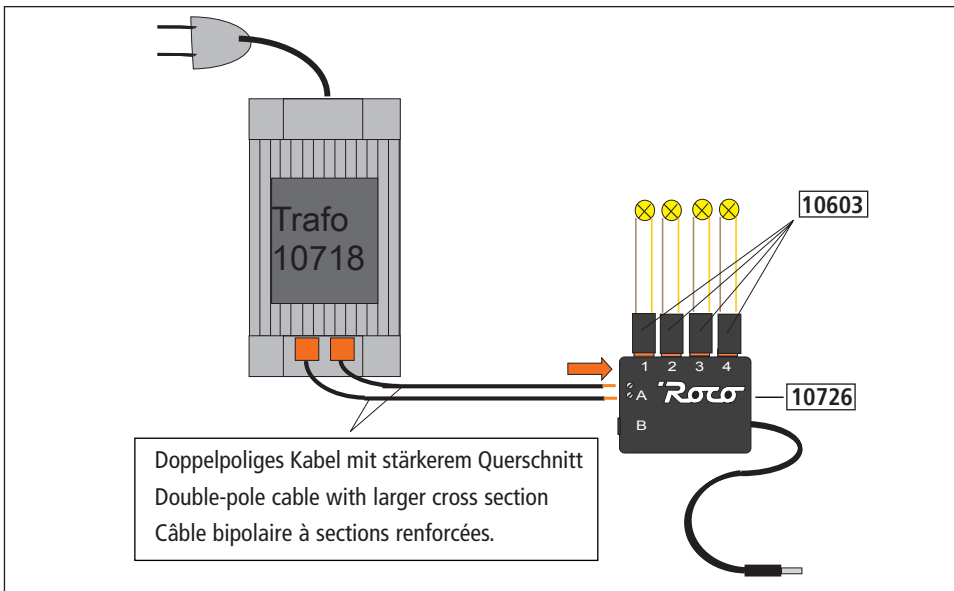 Trafo
10718
10603
1 2 3 4
A
Roco
10726
B
Doppelpoliges Kabel mit stärkerem Querschnitt
Double-pole cable with larger cross section
Câble bipolaire à sections renforcées.